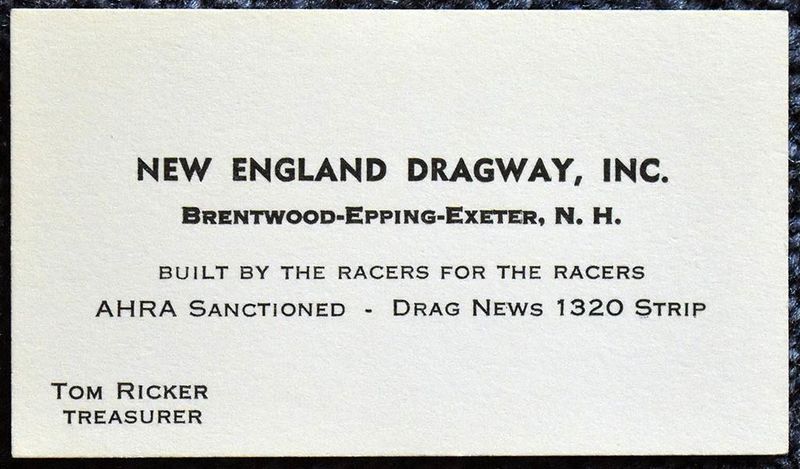 NEW ENGLAND DRAGWAY, INC.
BRENTWOOD-EPPING-EXETER, N. H.
BUILT BY THE RACERS FOR THE RACERS
AHRA SANCTIONED - DRAG NEWS 1320 STRIP
TOM RICKER
TREASURER